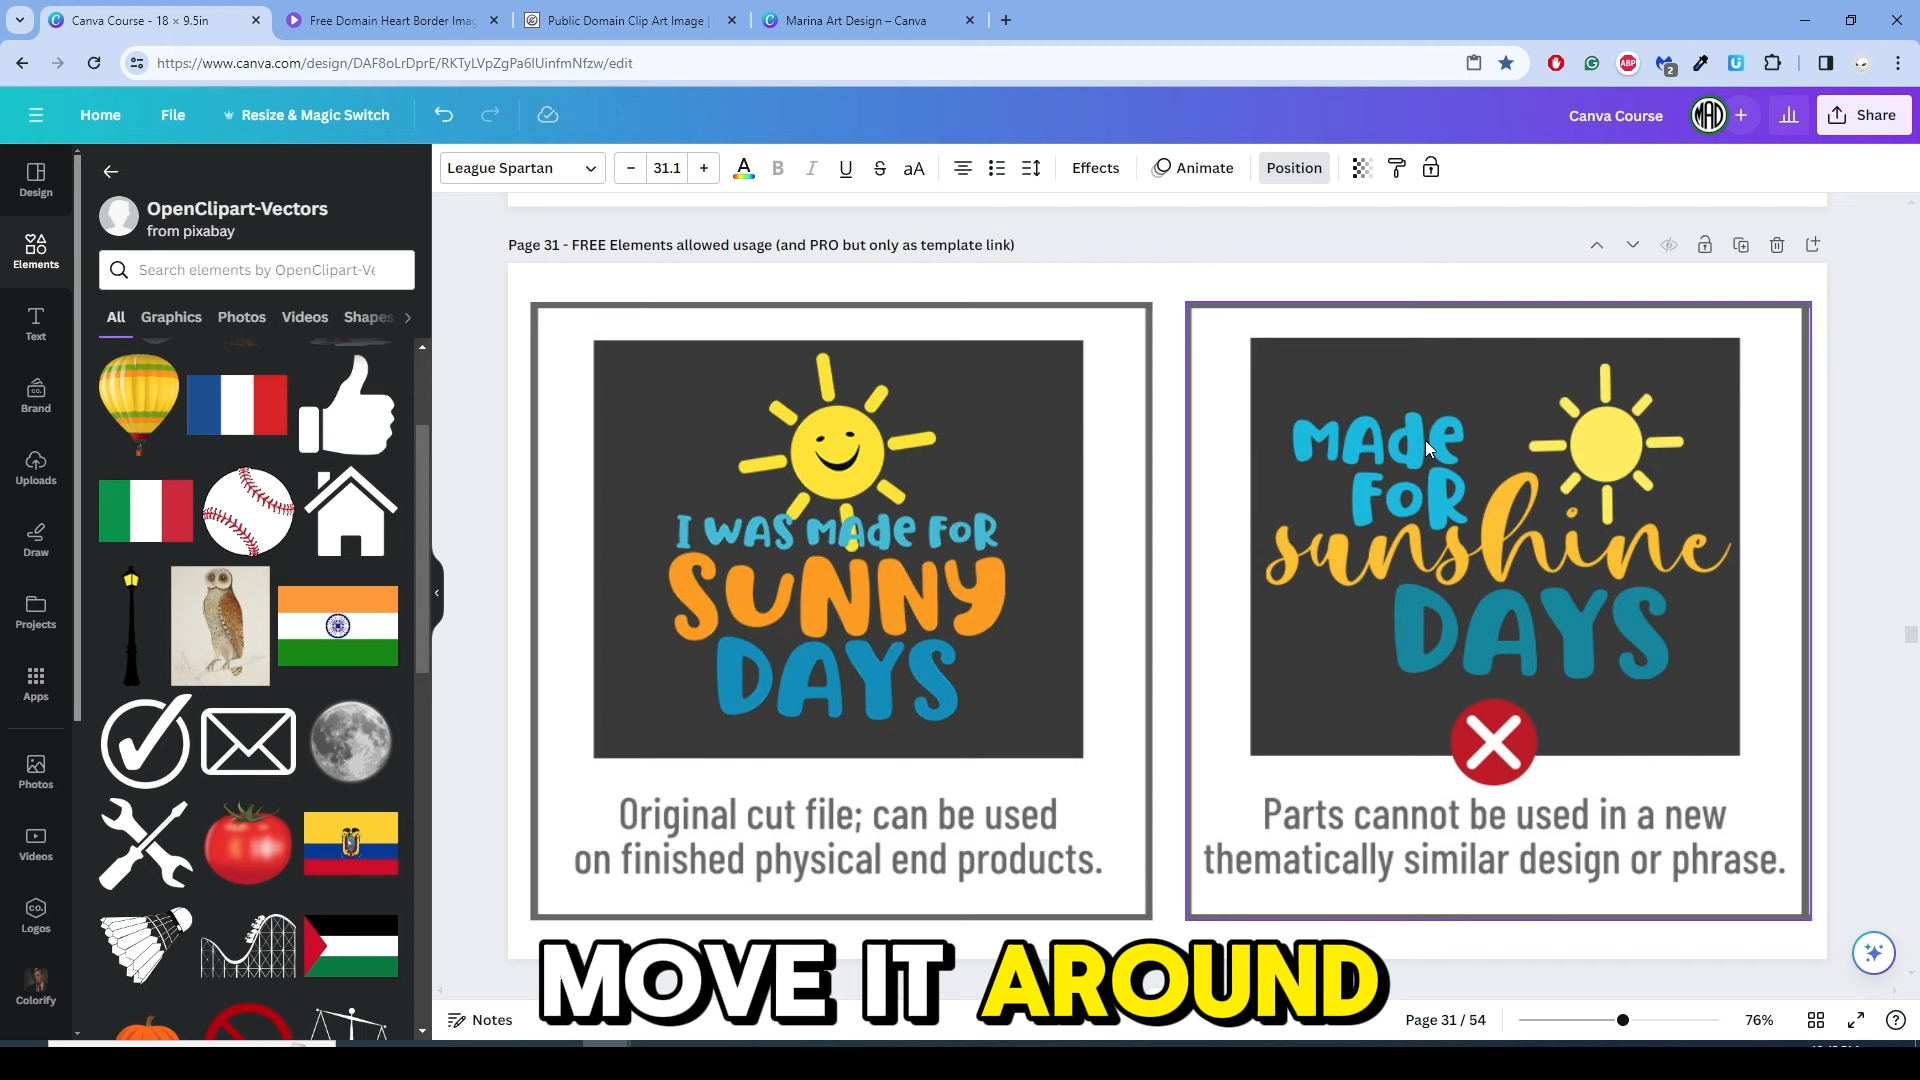 Canva Course - 18 × 9.5in
Free Domain Heart Border Imag
Public Domain Clip Art Image |
Marina Art Design – Canva
https://www.canva.com/design/DAF8oLrDprE/RKTyLVpZgPa6IUinfmNfzw/edit
ABP
2
Home
File
Resize & Magic Switch
Canva Course
MAD
Share
Design
Elements
Text
Brand
Uploads
Draw
Projects
Apps
Photos
Videos
Logos
Colorify
OpenClipart-Vectors
from pixabay
Search elements by OpenClipart-Ve
All
Graphics
Photos
Videos
Shapes
League Spartan
– 31.1 +
A
B
I
U
S
aA
Effects
Animate
Position
Page 31 - FREE Elements allowed usage (and PRO but only as template link)
I WAS MAde FoR
SUNNY
DAYS
Original cut file; can be used
on finished physical end products.
MAde
FoR
sunshine
DAYS
Parts cannot be used in a new
thematically similar design or phrase.
MOVE IT AROUND
Notes
Page 31 / 54
76%